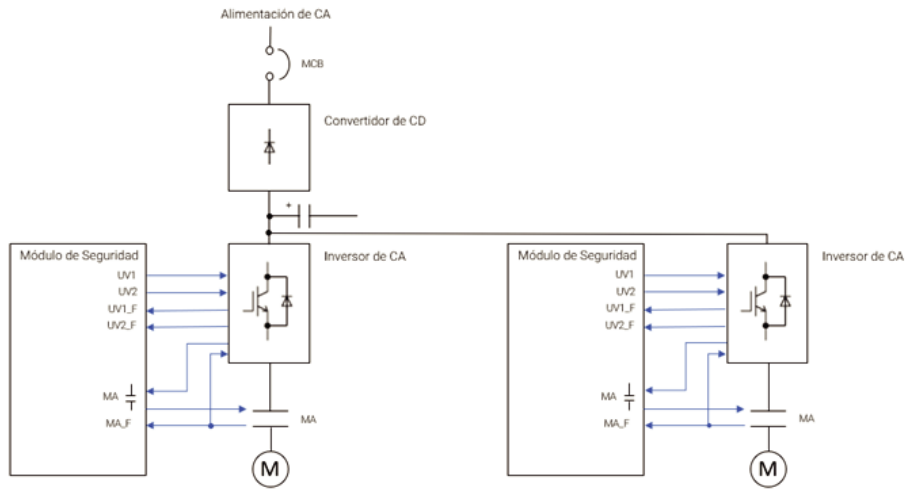 Alimentación de CA
MCB
Convertidor de CD
+
Módulo de Seguridad
UV1
UV2
UV1_F
UV2_F
MA
MA_F
Inversor de CA
MA
M
Módulo de Seguridad
UV1
UV2
UV1_F
UV2_F
MA
MA_F
Inversor de CA
MA
M